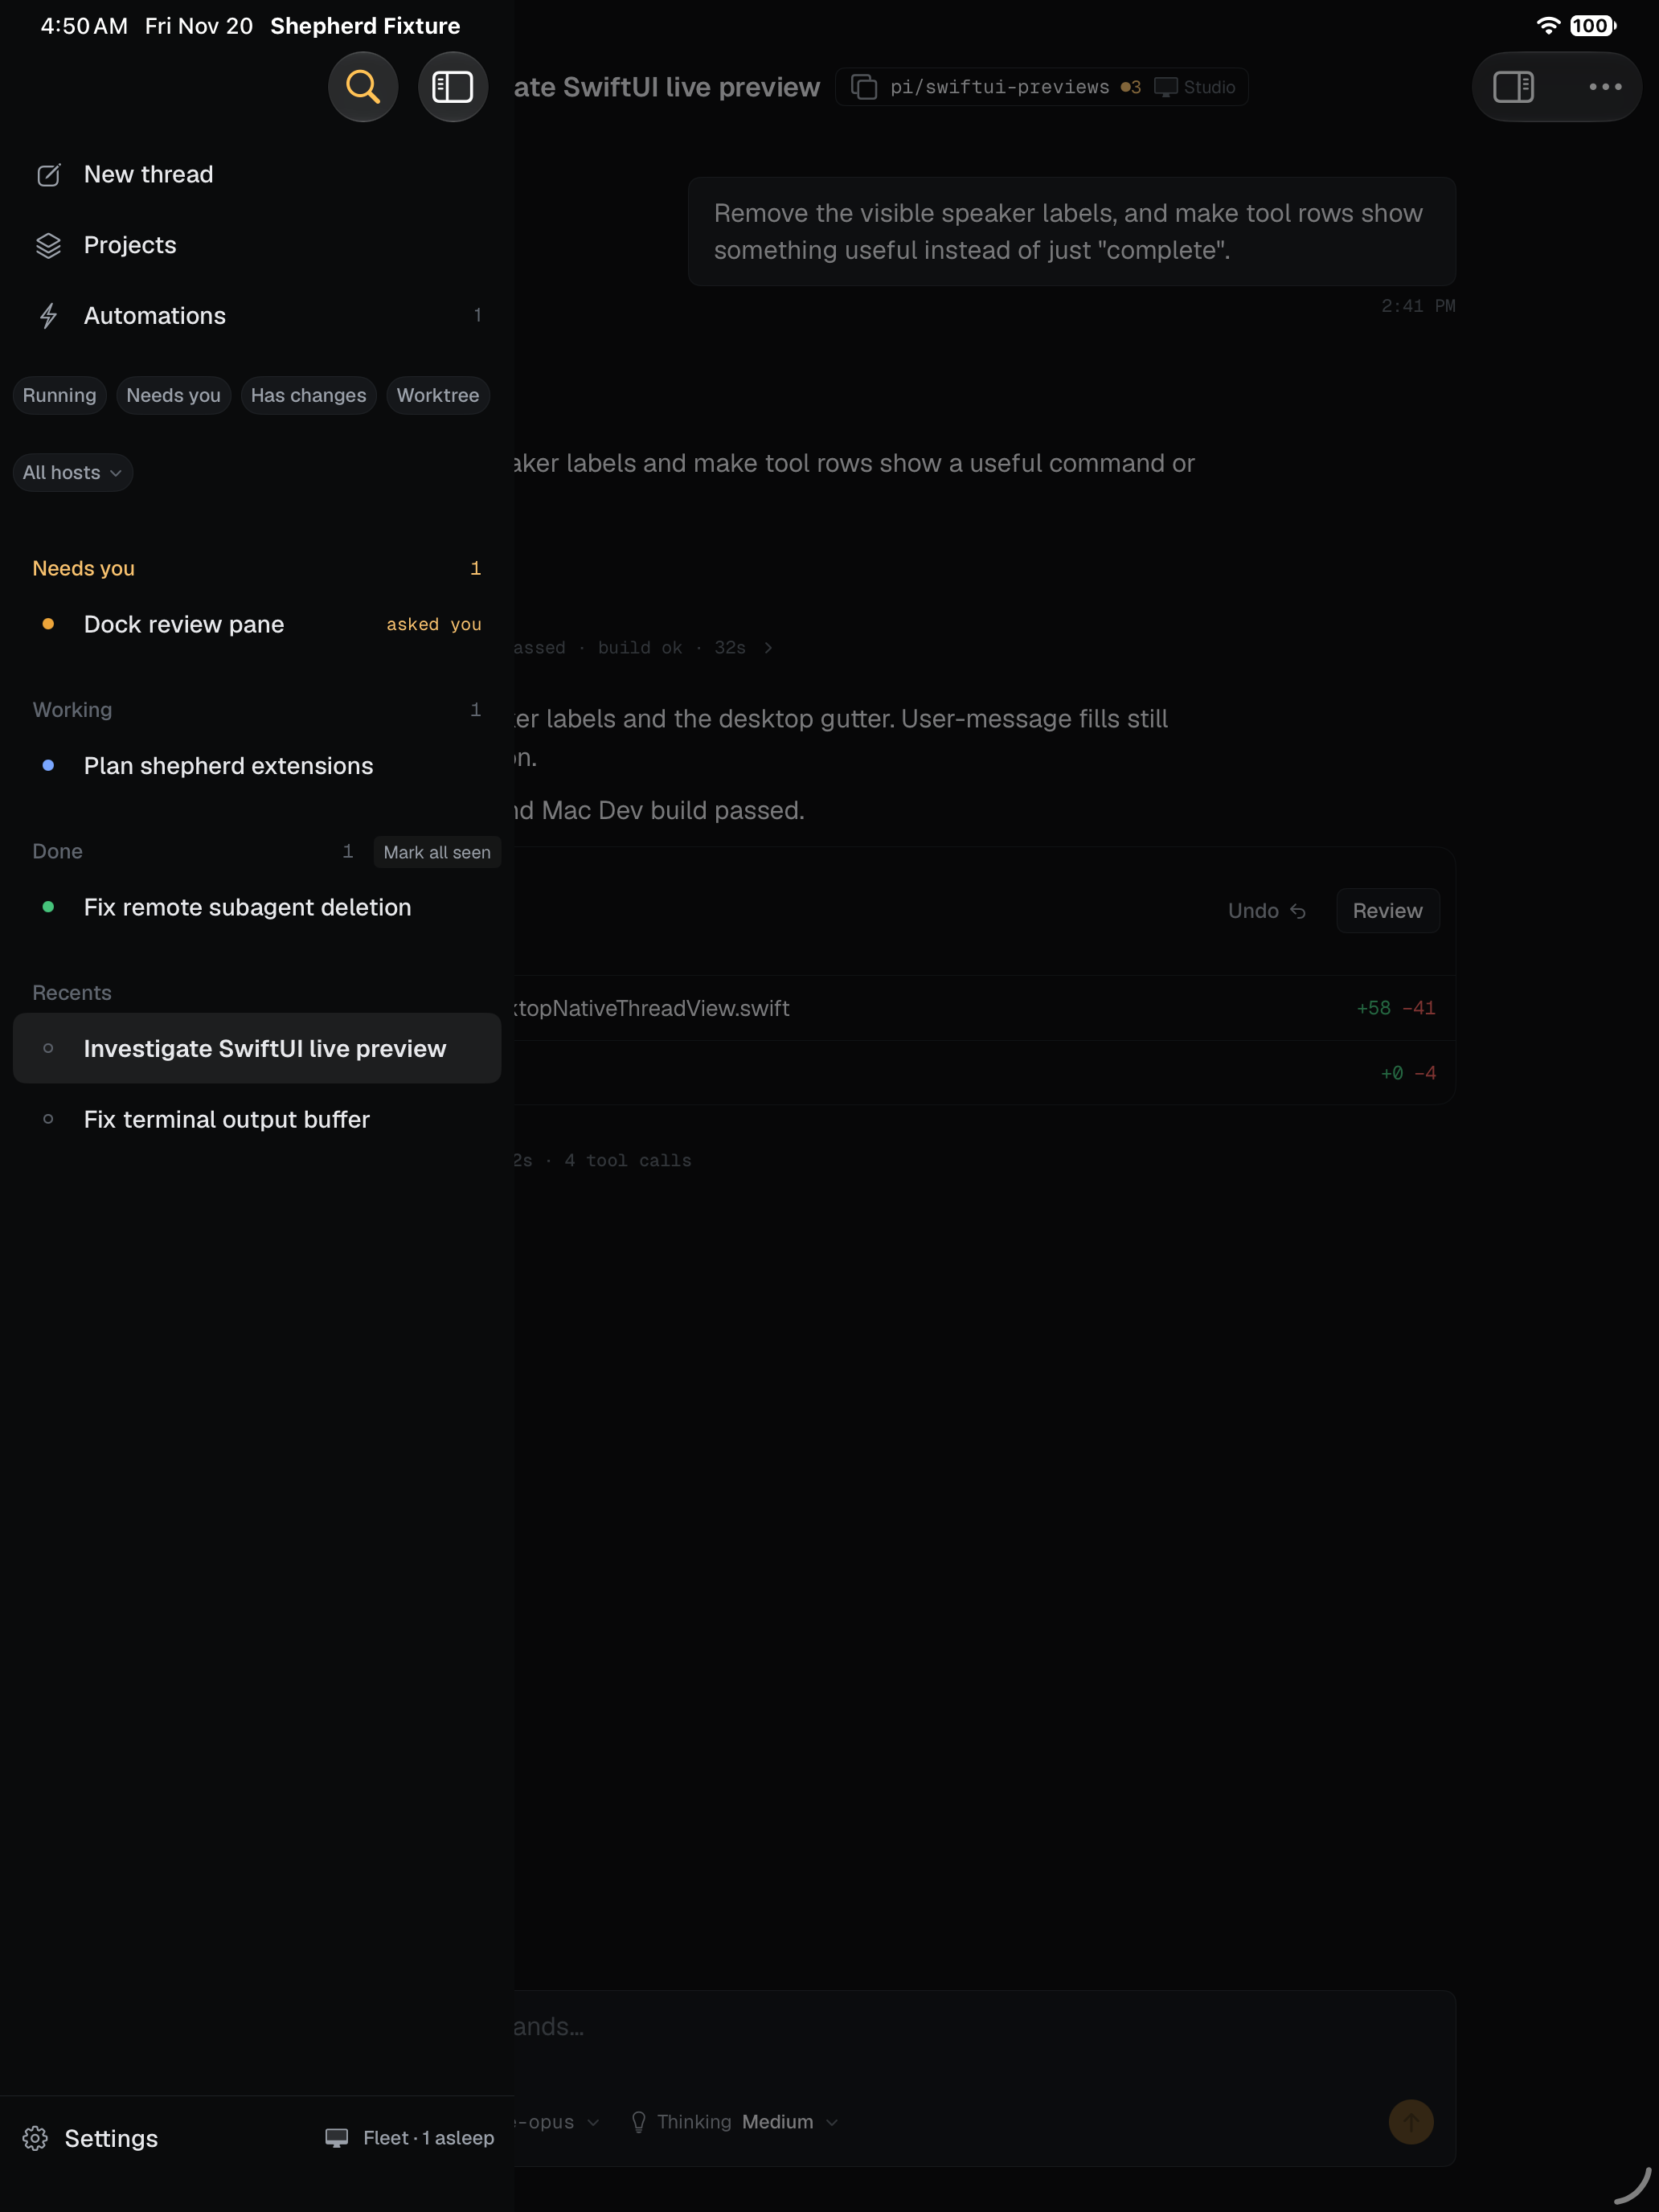 4:50 AM Fri Nov 20 Shepherd Fixture
100
ate SwiftUI live preview
pi/swiftui-previews 3 Studio
New thread
Projects
Automations 1
Running Needs you Has changes Worktree
All hosts
Needs you 1
Dock review pane asked you
Working 1
Plan shepherd extensions
Done 1 Mark all seen
Fix remote subagent deletion
Recents
Investigate SwiftUI live preview
Fix terminal output buffer
Settings Fleet · 1 asleep
Remove the visible speaker labels, and make tool rows show
something useful instead of just "complete".
2:41 PM
aker labels and make tool rows show a useful command or
assed · build ok · 32s
er labels and the desktop gutter. User-message fills still
on.
nd Mac Dev build passed.
Undo Review
ktopNativeThreadView.swift +58 −41
+0 −4
2s · 4 tool calls
ands…
e-opus Thinking Medium